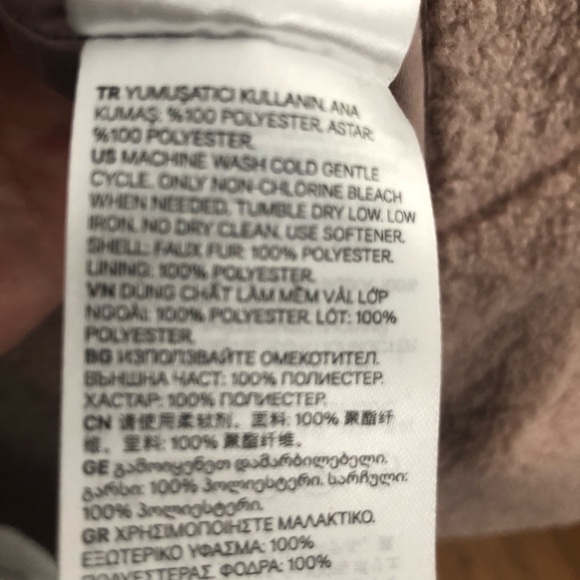 TR YUMUŞATICI KULLANIN. ANA
KUMAŞ: %100 POLYESTER. ASTAR:
%100 POLYESTER.
US MACHINE WASH COLD GENTLE
CYCLE. ONLY NON-CHLORINE BLEACH
WHEN NEEDED. TUMBLE DRY LOW. LOW
IRON. NO DRY CLEAN. USE SOFTENER.
SHELL: FAUX FUR: 100% POLYESTER.
LINING: 100% POLYESTER.
VN DÙNG CHẤT LÀM MỀM VẢI. LỚP
NGOÀI: 100% POLYESTER. LÓT: 100%
POLYESTER.
BG ИЗПОЛЗВАЙТЕ ОМЕКОТИТЕЛ.
ВЪНШНА ЧАСТ: 100% ПОЛИЕСТЕР.
ХАСТАР: 100% ПОЛИЕСТЕР.
CN 请使用柔软剂。面料: 100% 聚酯纤
维。里料: 100% 聚酯纤维。
GE გამოიყენეთ დამარბილებელი.
გარსი: 100% პოლიესტერი. სარჩული:
100% პოლიესტერი.
GR ΧΡΗΣΙΜΟΠΟΙΗΣΤΕ ΜΑΛΑΚΤΙΚΟ.
ΕΞΩΤΕΡΙΚΟ ΥΦΑΣΜΑ: 100%
ΠΟΛΥΕΣΤΕΡΑΣ. ΦΟΔΡΑ: 100%